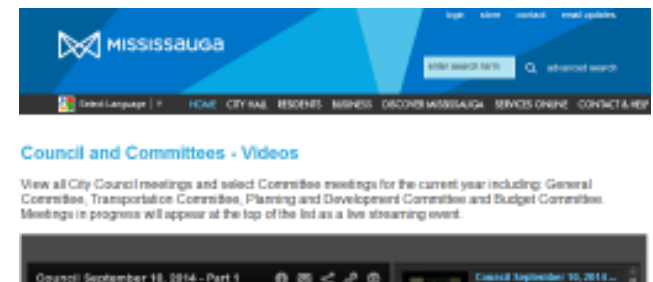 login store contact email updates
MISSISSAUGA
enter search term advanced search
Select Language HOME CITY HALL RESIDENTS BUSINESS DISCOVER MISSISSAUGA SERVICES ONLINE CONTACT & HELP
Council and Committees - Videos
View all City Council meetings and select Committee meetings for the current year including: General
Committee, Transportation Committee, Planning and Development Committee and Budget Committee.
Meetings in progress will appear at the top of the list as a live streaming event.
Council September 10, 2014 - Part 1 Council September 10, 2014 ...